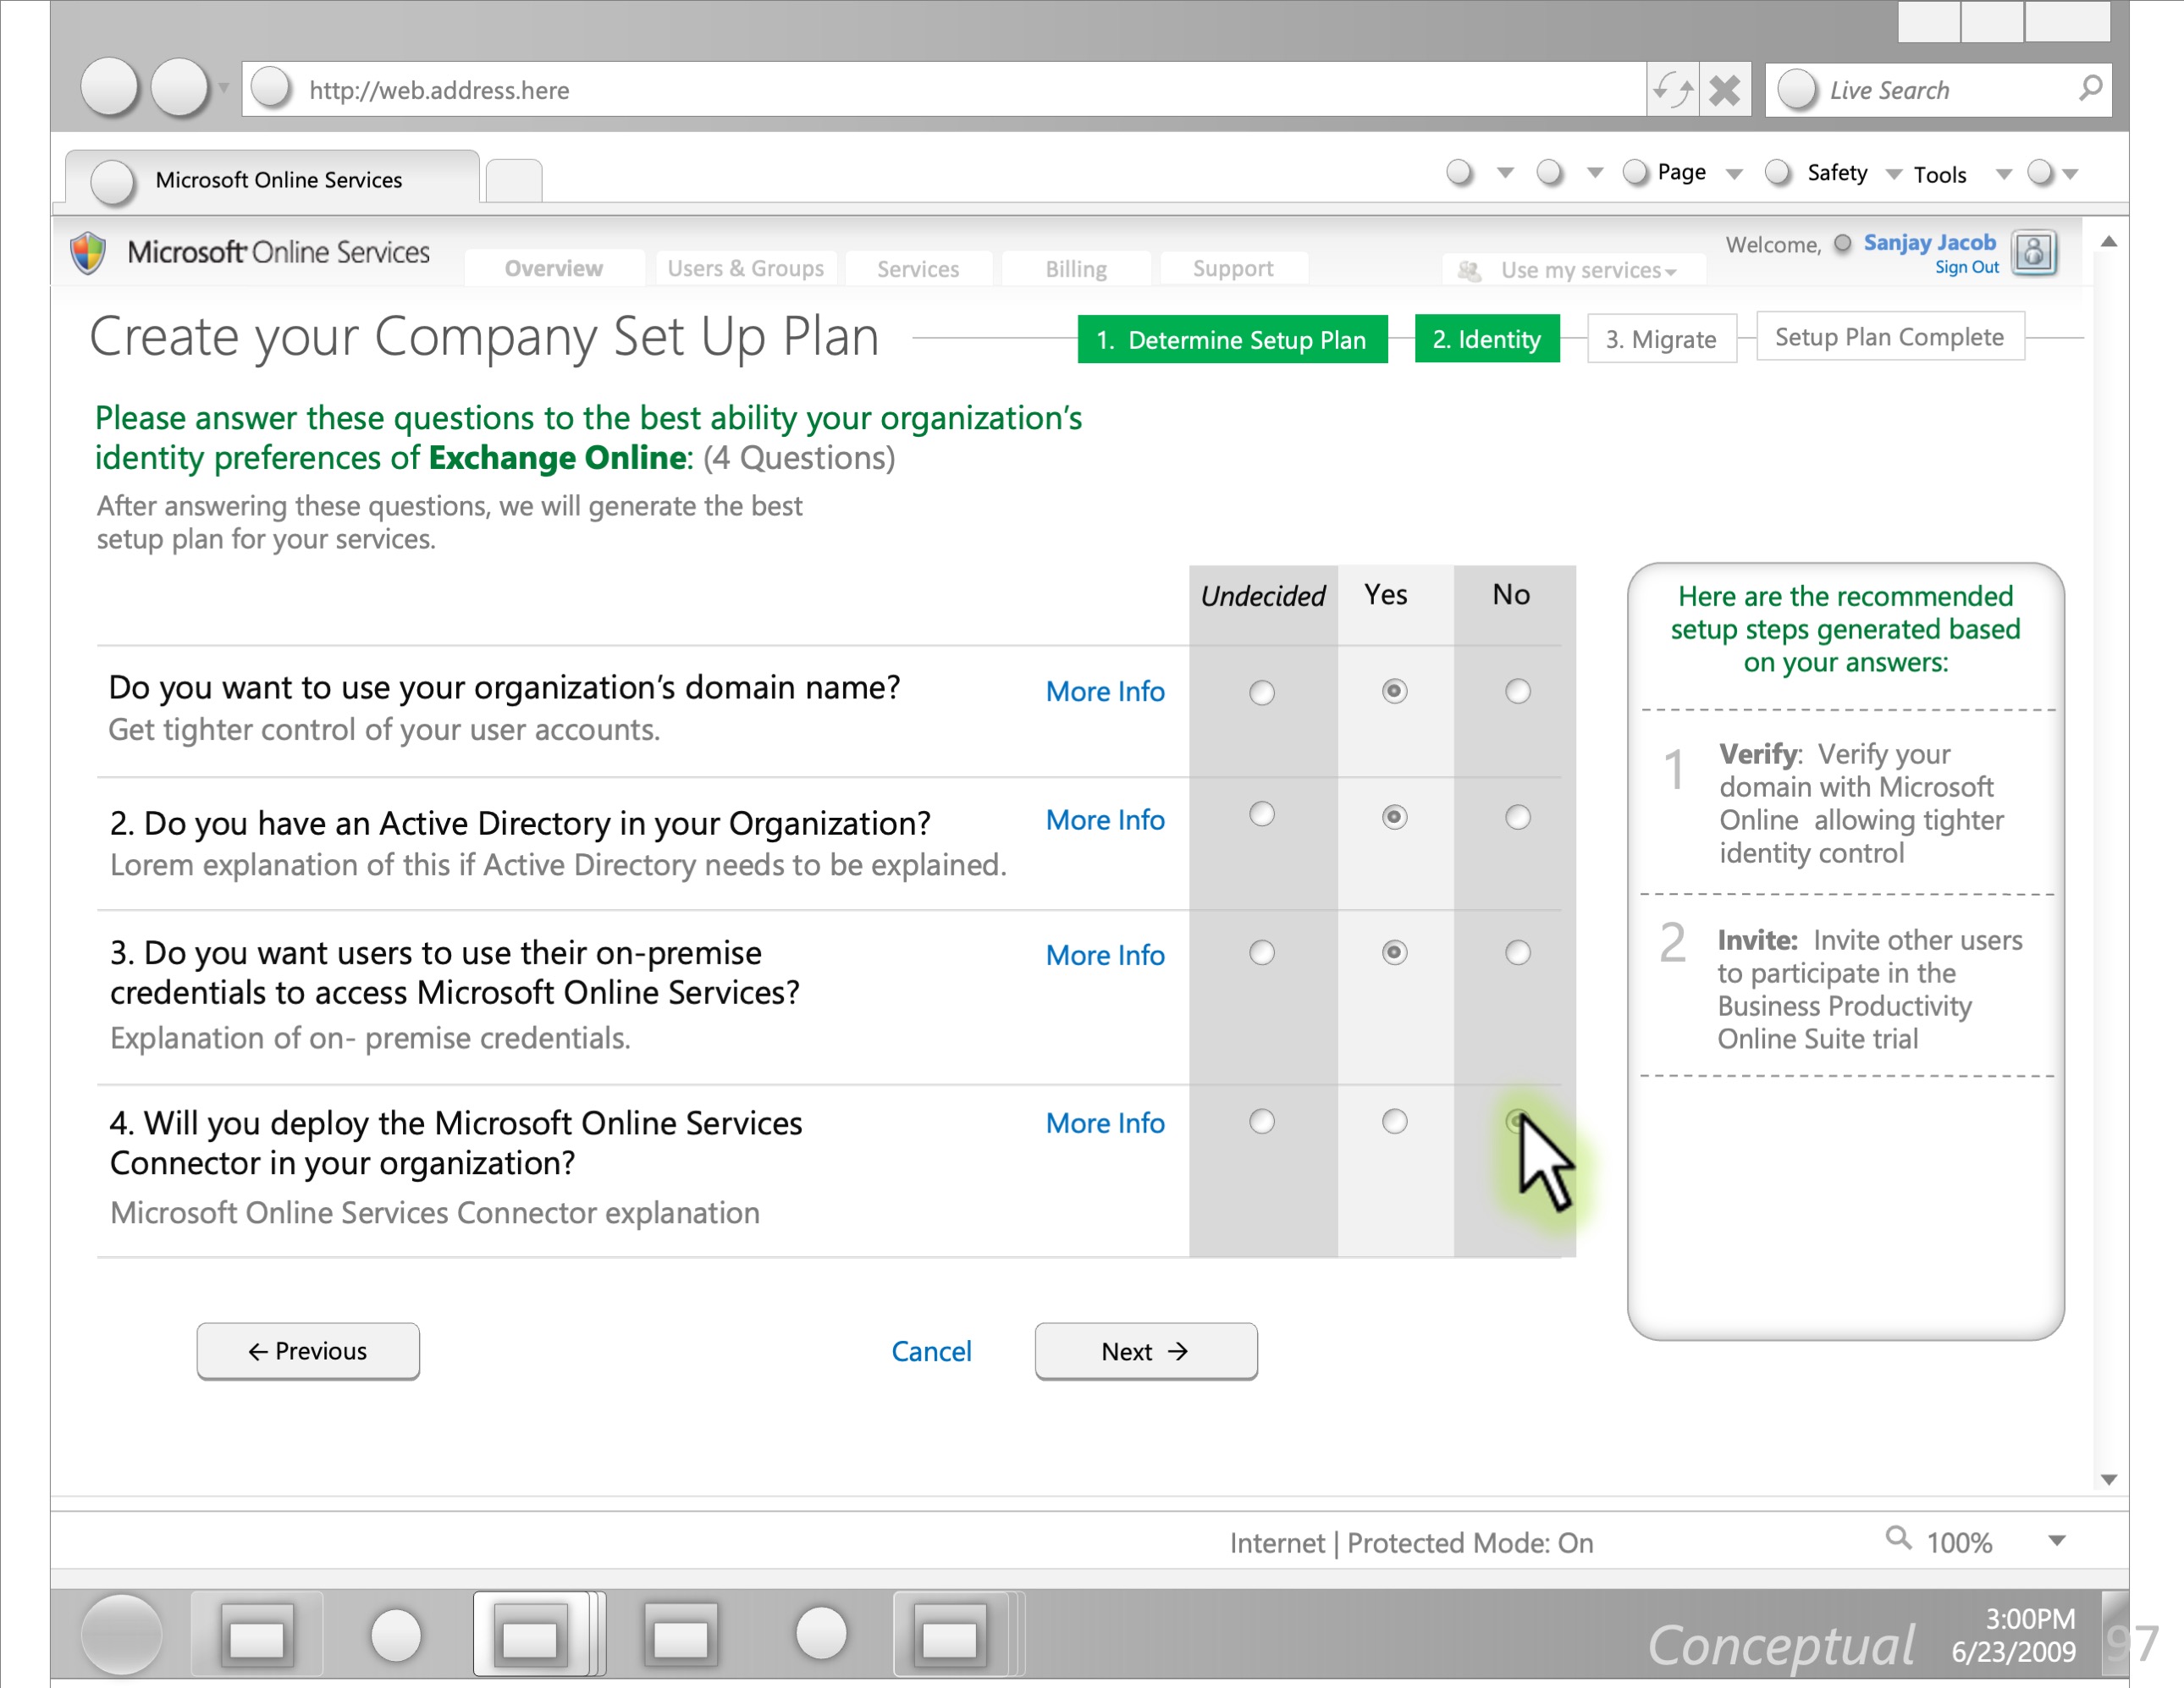 http://web.address.here
Live Search
Microsoft Online Services
Page
Safety
Tools
Microsoft Online Services
Overview
Users & Groups
Services
Billing
Support
Use my services
Welcome,
Sanjay Jacob
Sign Out
Create your Company Set Up Plan
1. Determine Setup Plan
2. Identity
3. Migrate
Setup Plan Complete
Please answer these questions to the best ability your organization’s
identity preferences of Exchange Online: (4 Questions)
After answering these questions, we will generate the best
setup plan for your services.
Undecided
Yes
No
Do you want to use your organization’s domain name?
More Info
Get tighter control of your user accounts.
2. Do you have an Active Directory in your Organization?
More Info
Lorem explanation of this if Active Directory needs to be explained.
3. Do you want users to use their on-premise
credentials to access Microsoft Online Services?
More Info
Explanation of on- premise credentials.
4. Will you deploy the Microsoft Online Services
Connector in your organization?
More Info
Microsoft Online Services Connector explanation
Here are the recommended
setup steps generated based
on your answers:
1
Verify: Verify your
domain with Microsoft
Online allowing tighter
identity control
2
Invite: Invite other users
to participate in the
Business Productivity
Online Suite trial
← Previous
Cancel
Next →
Internet | Protected Mode: On
100%
Conceptual
3:00PM
6/23/2009
97